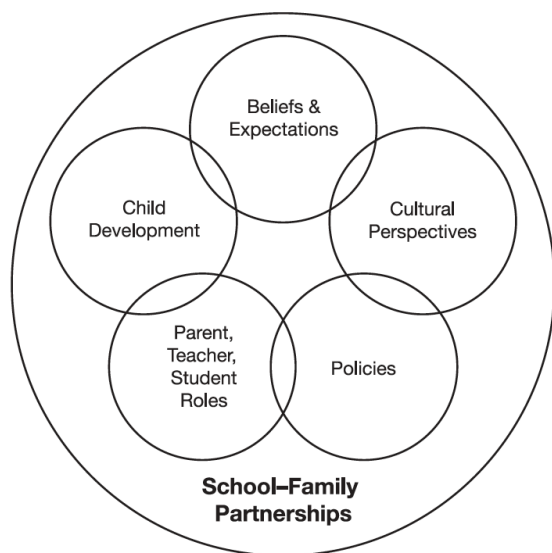 Beliefs &
Expectations
Child
Development
Cultural
Perspectives
Parent,
Teacher,
Student
Roles
Policies
School–Family
Partnerships